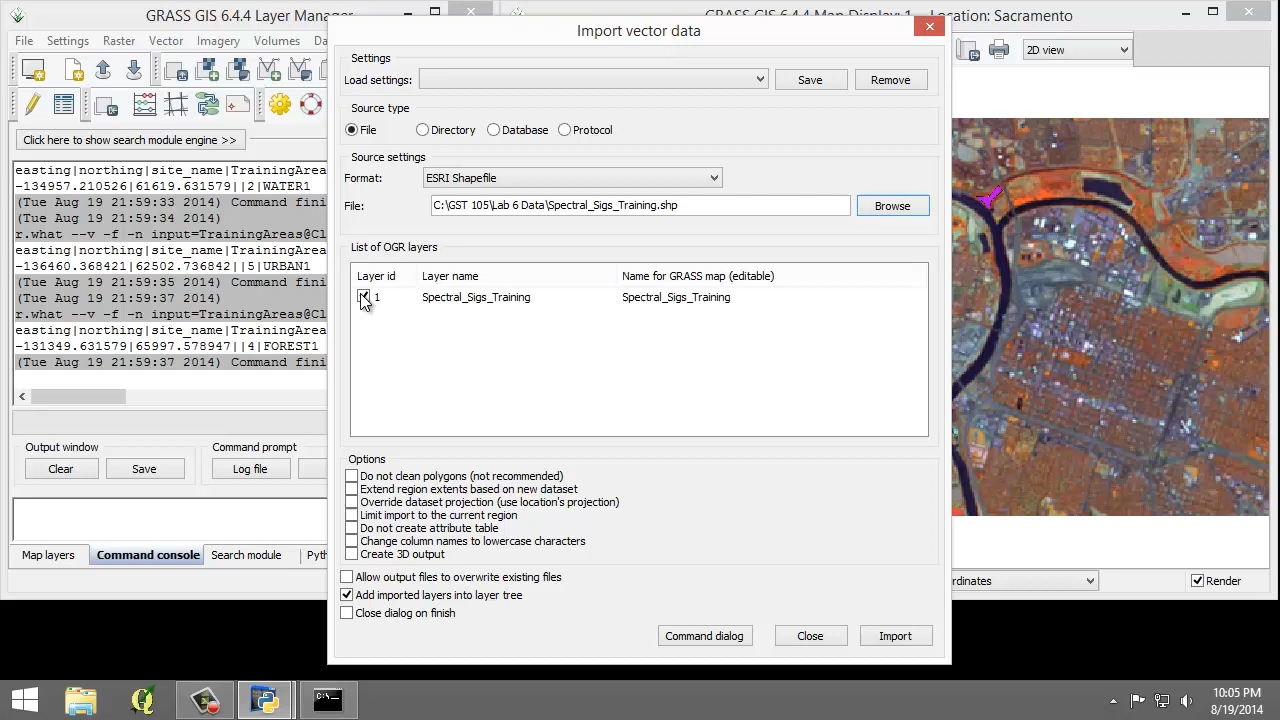 GRASS GIS 6.4.4 Layer Manager
GRASS GIS 6.4.4 Map Display: 1 - Location: Sacramento
Import vector data
File Settings Raster Vector Imagery Volumes Da
2D view
Click here to show search module engine >>
easting|northing|site_name|TrainingAreas
-134957.210526|61619.631579||2|WATER1
(Tue Aug 19 21:59:33 2014) Command fini
(Tue Aug 19 21:59:34 2014)
r.what --v -f -n input=TrainingAreas@Cl
easting|northing|site_name|TrainingAreas
-136460.368421|62502.736842||5|URBAN1
(Tue Aug 19 21:59:35 2014) Command fini
(Tue Aug 19 21:59:37 2014)
r.what --v -f -n input=TrainingAreas@Cl
easting|northing|site_name|TrainingAreas
-131349.631579|65997.578947||4|FOREST1
(Tue Aug 19 21:59:37 2014) Command fini
Output window
Command prompt
Clear
Save
Log file
Map layers
Command console
Search module
Pyth
Settings
Load settings:
Save
Remove
Source type
File
Directory
Database
Protocol
Source settings
Format: ESRI Shapefile
File: C:\GST 105\Lab 6 Data\Spectral_Sigs_Training.shp
Browse
List of OGR layers
Layer id Layer name Name for GRASS map (editable)
1 Spectral_Sigs_Training Spectral_Sigs_Training
Options
Do not clean polygons (not recommended)
Extend region extents based on new dataset
Override dataset projection (use location's projection)
Limit import to the current region
Do not create attribute table
Change column names to lowercase characters
Create 3D output
Allow output files to overwrite existing files
Add imported layers into layer tree
Close dialog on finish
Command dialog
Close
Import
rdinates
Render
C:\
10:05 PM
8/19/2014